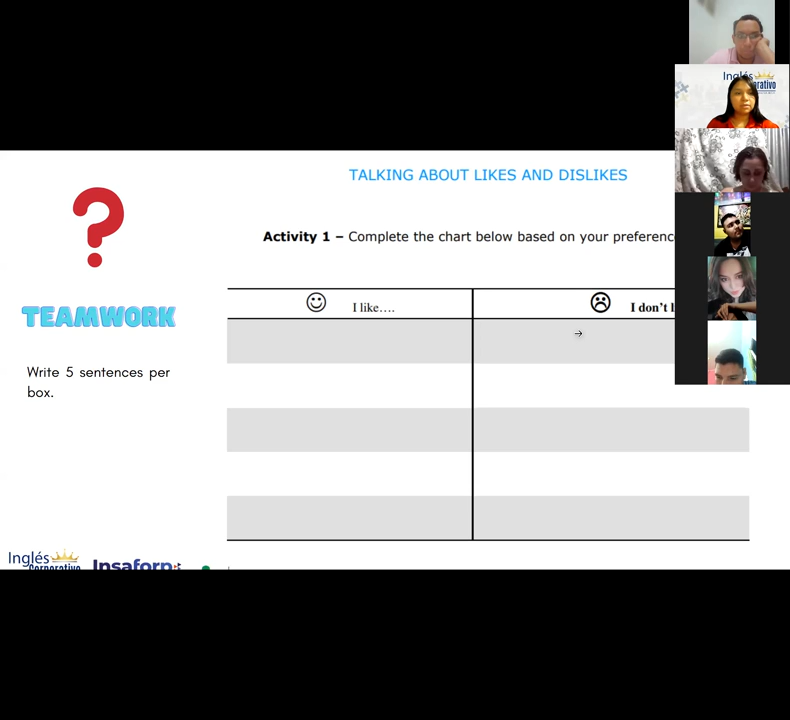 Inglés
TALKING ABOUT LIKES AND DISLIKES
Activity 1 – Complete the chart below based on your
I like….
I don't
TEAMWORK
Write 5 sentences per
box.
Inglés
Corporativo
Insaforp